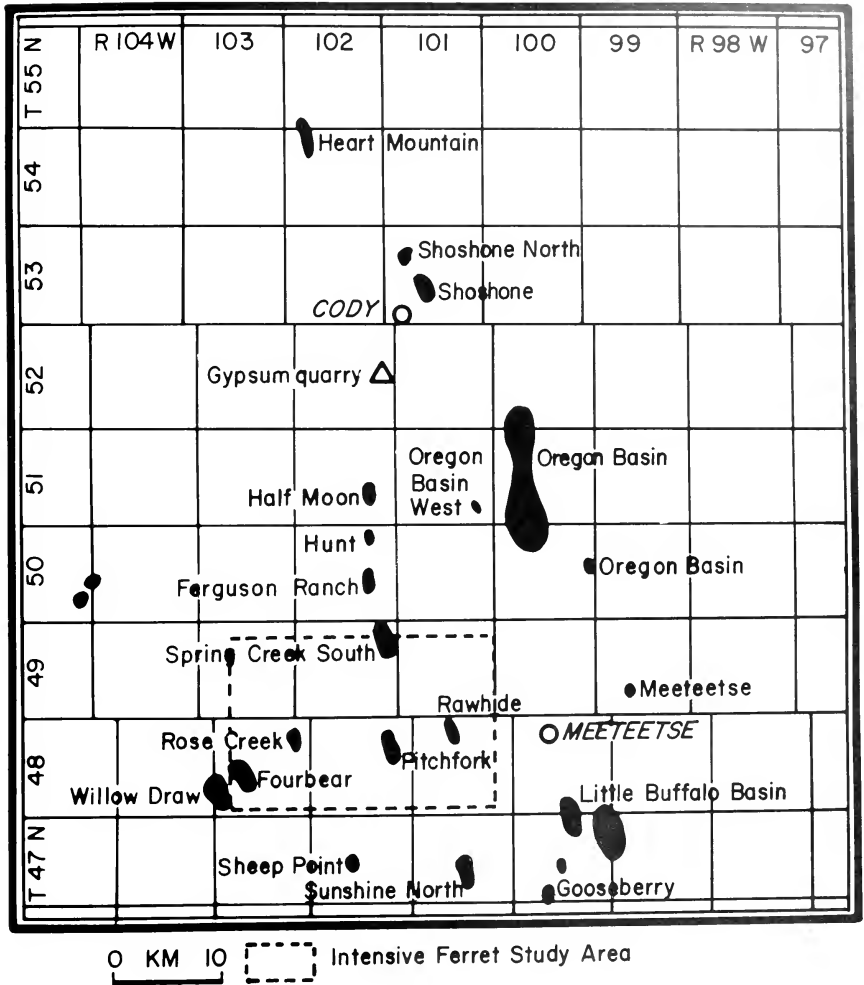 R 104 W 103 102 101 100 99 R 98 W 97
T 55 N
54
Heart Mountain
53
Shoshone North
Shoshone
CODY
52
Gypsum quarry
51
Oregon Basin West
Oregon Basin
Half Moon
Hunt
50
Oregon Basin
Ferguson Ranch
49
Spring Creek South
Meeteetse
Rawhide
48
Rose Creek
MEETEETSE
Pitchfork
Fourbear
Willow Draw
Little Buffalo Basin
T 47 N
Sheep Point
Sunshine North
Gooseberry
0 KM 10
Intensive Ferret Study Area